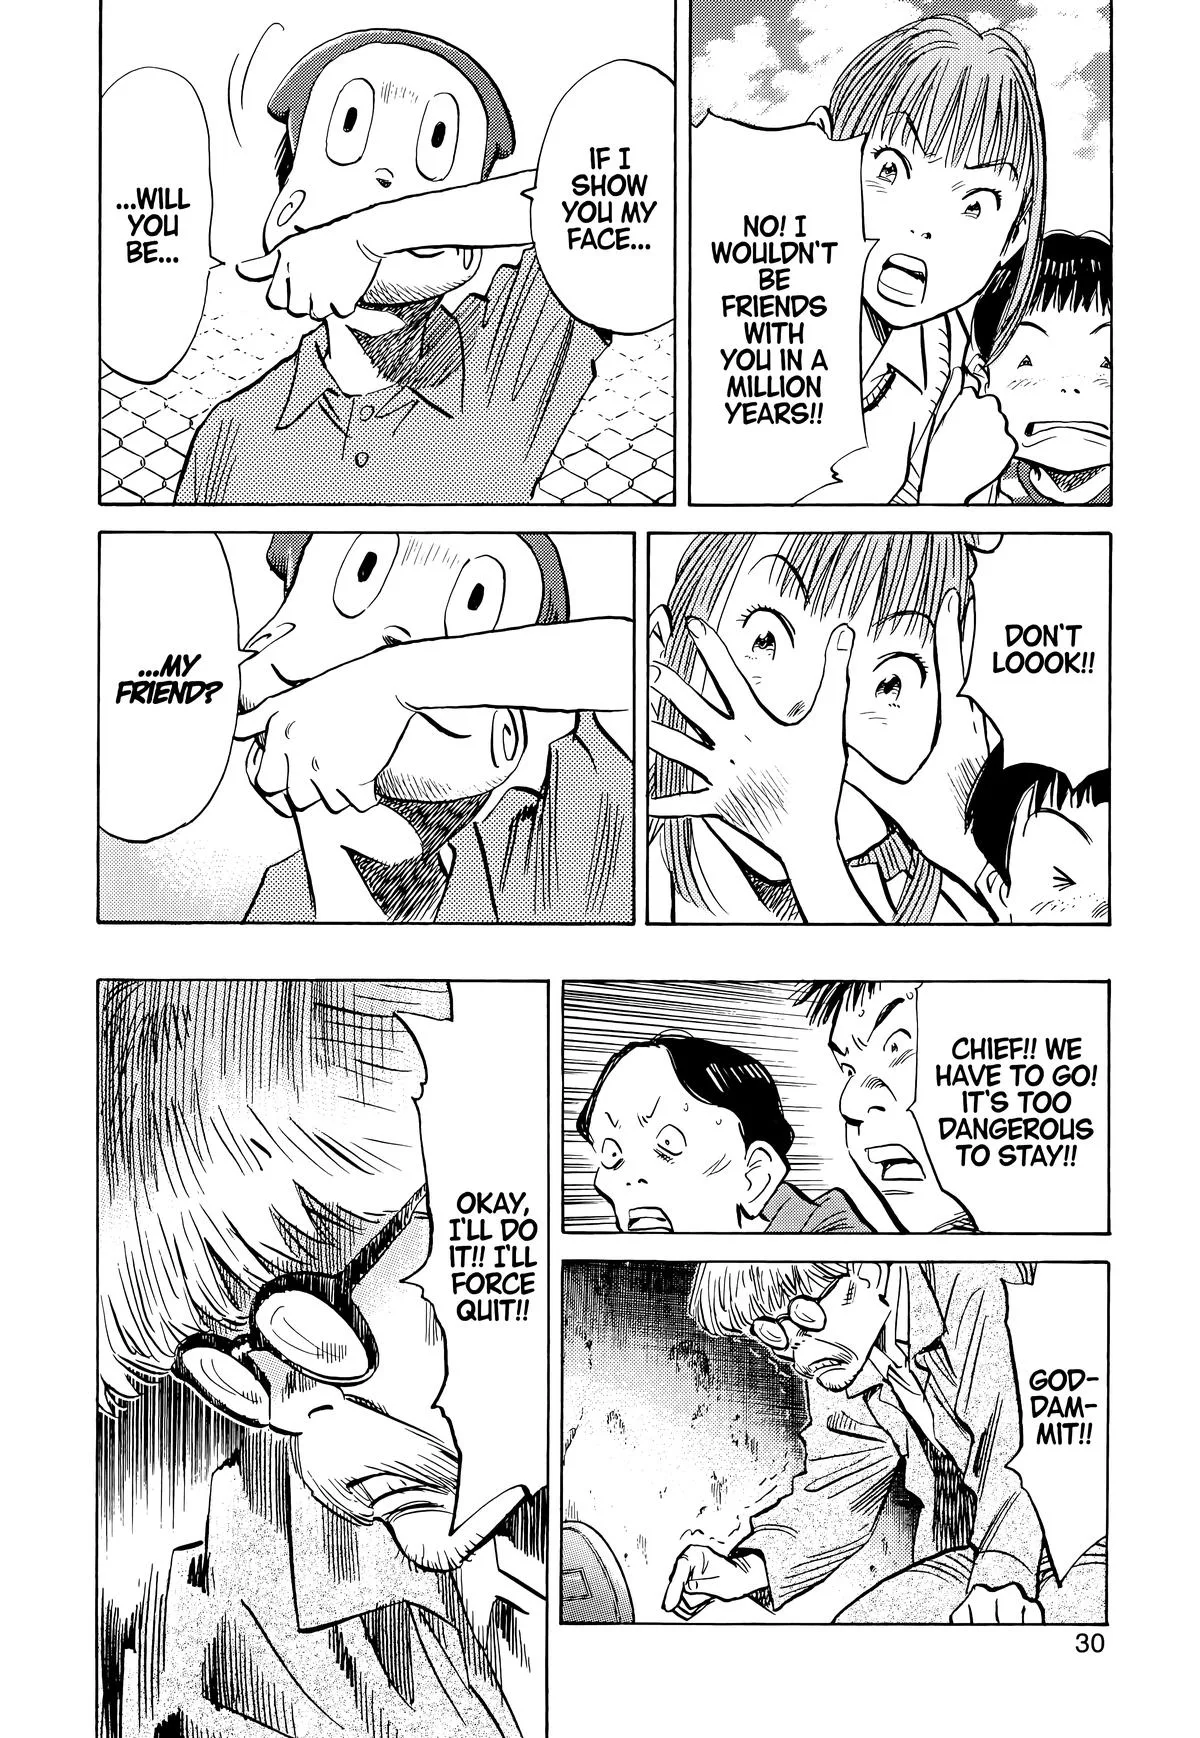 NO! I
WOULDN'T
BE
FRIENDS
WITH
YOU IN A
MILLION
YEARS!!
IF I
SHOW
YOU MY
FACE...
...WILL
YOU
BE...
DON'T
LOOOK!!
...MY
FRIEND?
CHIEF!! WE
HAVE TO GO!
IT'S TOO
DANGEROUS
TO STAY!!
GOD-
DAM-
MIT!!
OKAY,
I'LL DO
IT!! I'LL
FORCE
QUIT!!
30